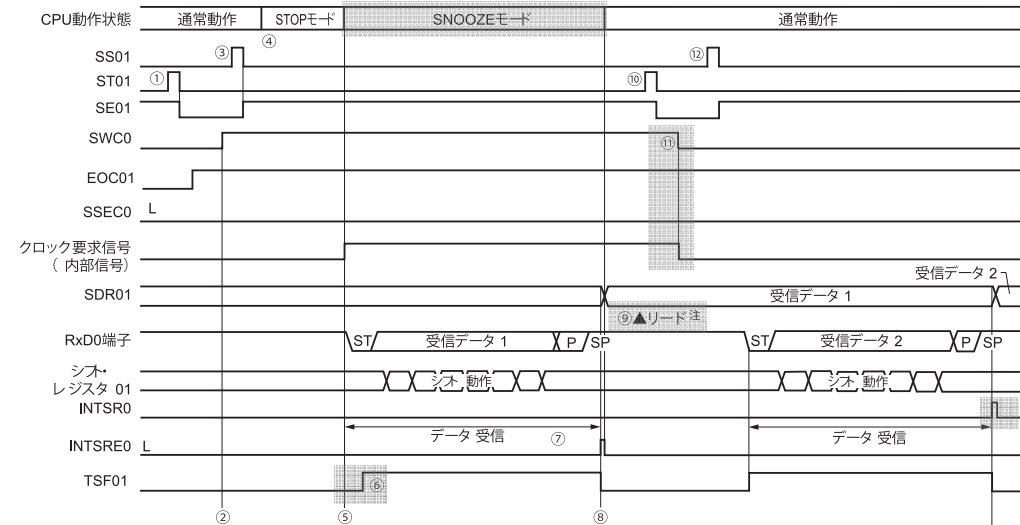 CPU動作状態 通常動作 STOPモード SNOOZEモード 通常動作
④
SS01 ③ ⑫
ST01 ① ⑩
SE01
SWC0 ⑪
EOC01
SSEC0 L
クロック要求信号
（ 内部信号）
受信データ 2
SDR01 受信データ 1
⑨▲リード注
RxD0端子 ST 受信データ 1 P SP ST 受信データ 2 P SP
シフト・
レジスタ 01 シフト 動作 シフト 動作
INTSR0
データ 受信 ⑦ データ 受信
INTSRE0 L
TSF01 ⑥
② ⑤ ⑧